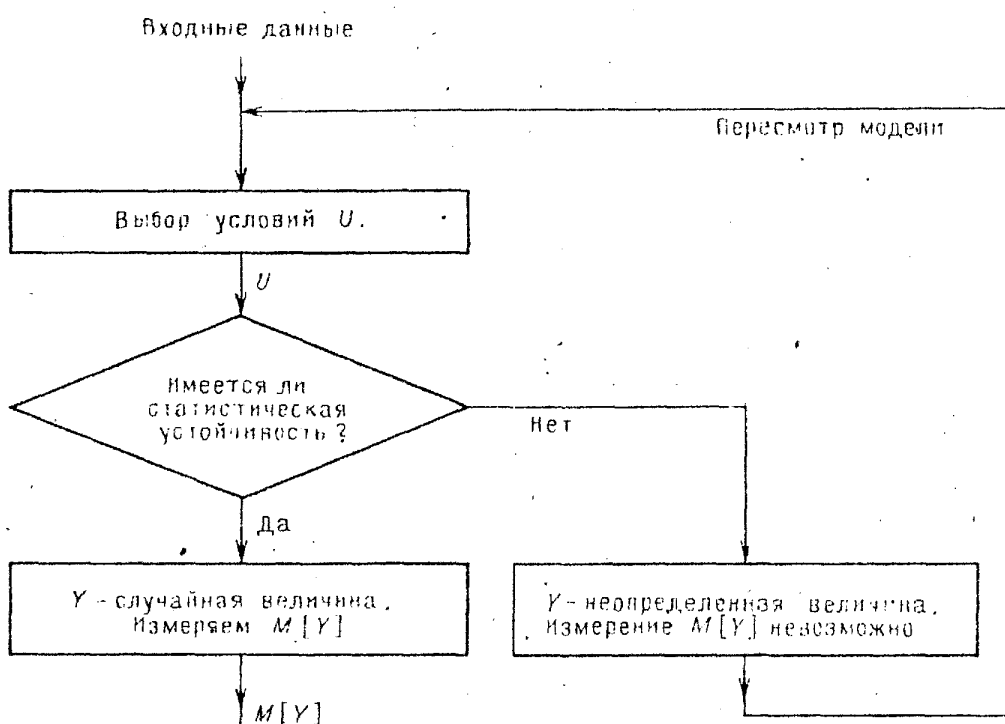 Входные данные
Пересмотр модели
Выбор условий U.
U
Имеется ли
статистическая
устойчивость?
Нет
Да
Y - случайная величина.
Измеряем M[Y]
Y - неопределенная величина.
Измерение M[Y] невозможно
M[Y]